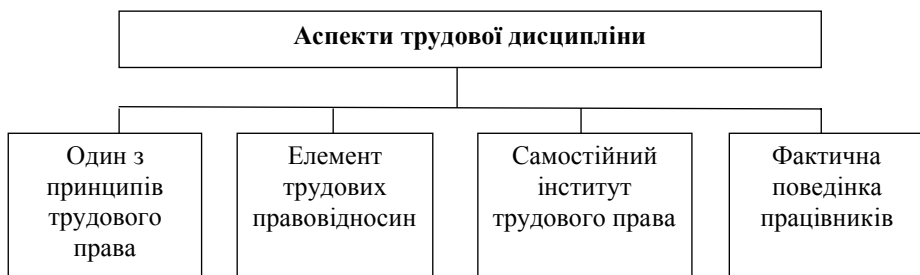 Аспекти трудової дисципліни
Один з
принципів
трудового
права
Елемент
трудових
правовідносин
Самостійний
інститут
трудового права
Фактична
поведінка
працівників